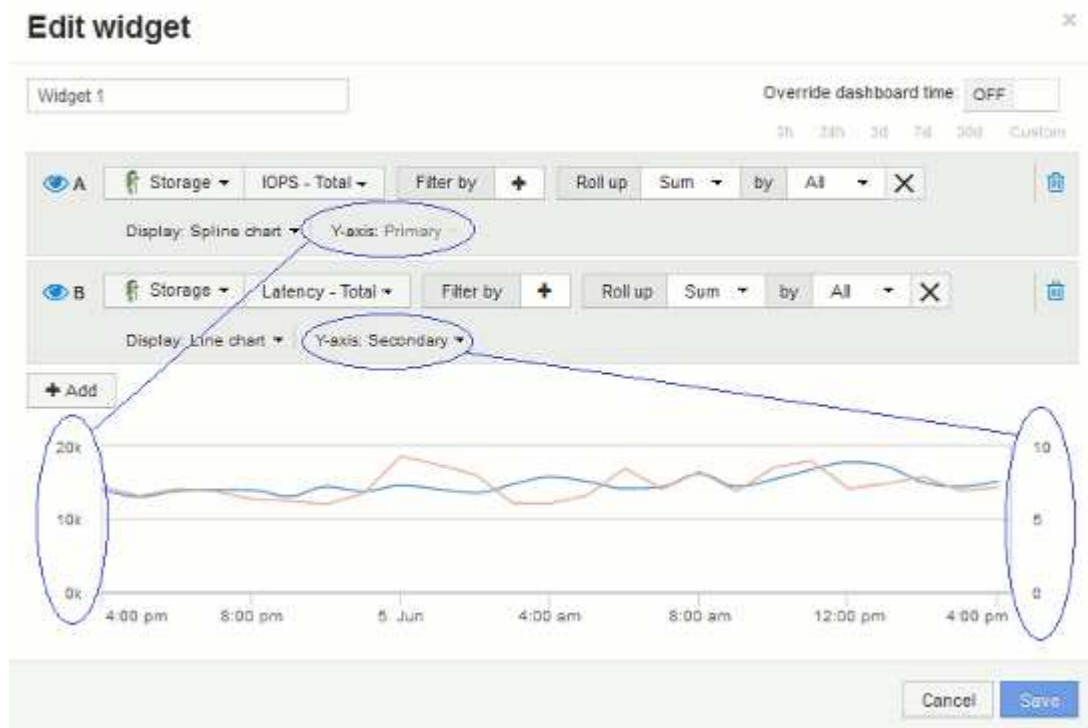 Edit widget
Widget 1
Override dashboard time: OFF
3h 24h 3d 7d 30d Custom
A Storage IOPS - Total Filter by + Roll up Sum by All
Display: Spline chart Y-axis: Primary
B Storage Latency - Total Filter by + Roll up Sum by All
Display: Line chart Y-axis: Secondary
+ Add
20k
10
10k
5
0k
0
4:00 pm 8:00 pm 5. Jun 4:00 am 8:00 am 12:00 pm 4:00 pm
Cancel Save